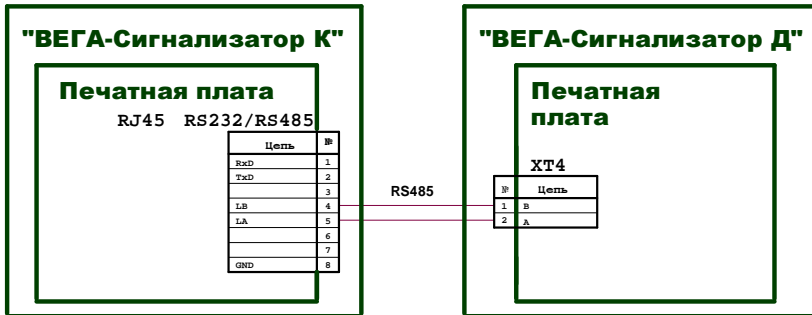 "ВЕГА-Сигнализатор К"
Печатная плата
RJ45 RS232/RS485
Цепь №
RxD 1
TxD 2
3
LB 4
LA 5
6
7
GND 8
RS485
"ВЕГА-Сигнализатор Д"
Печатная
плата
XT4
№ Цепь
1 B
2 A